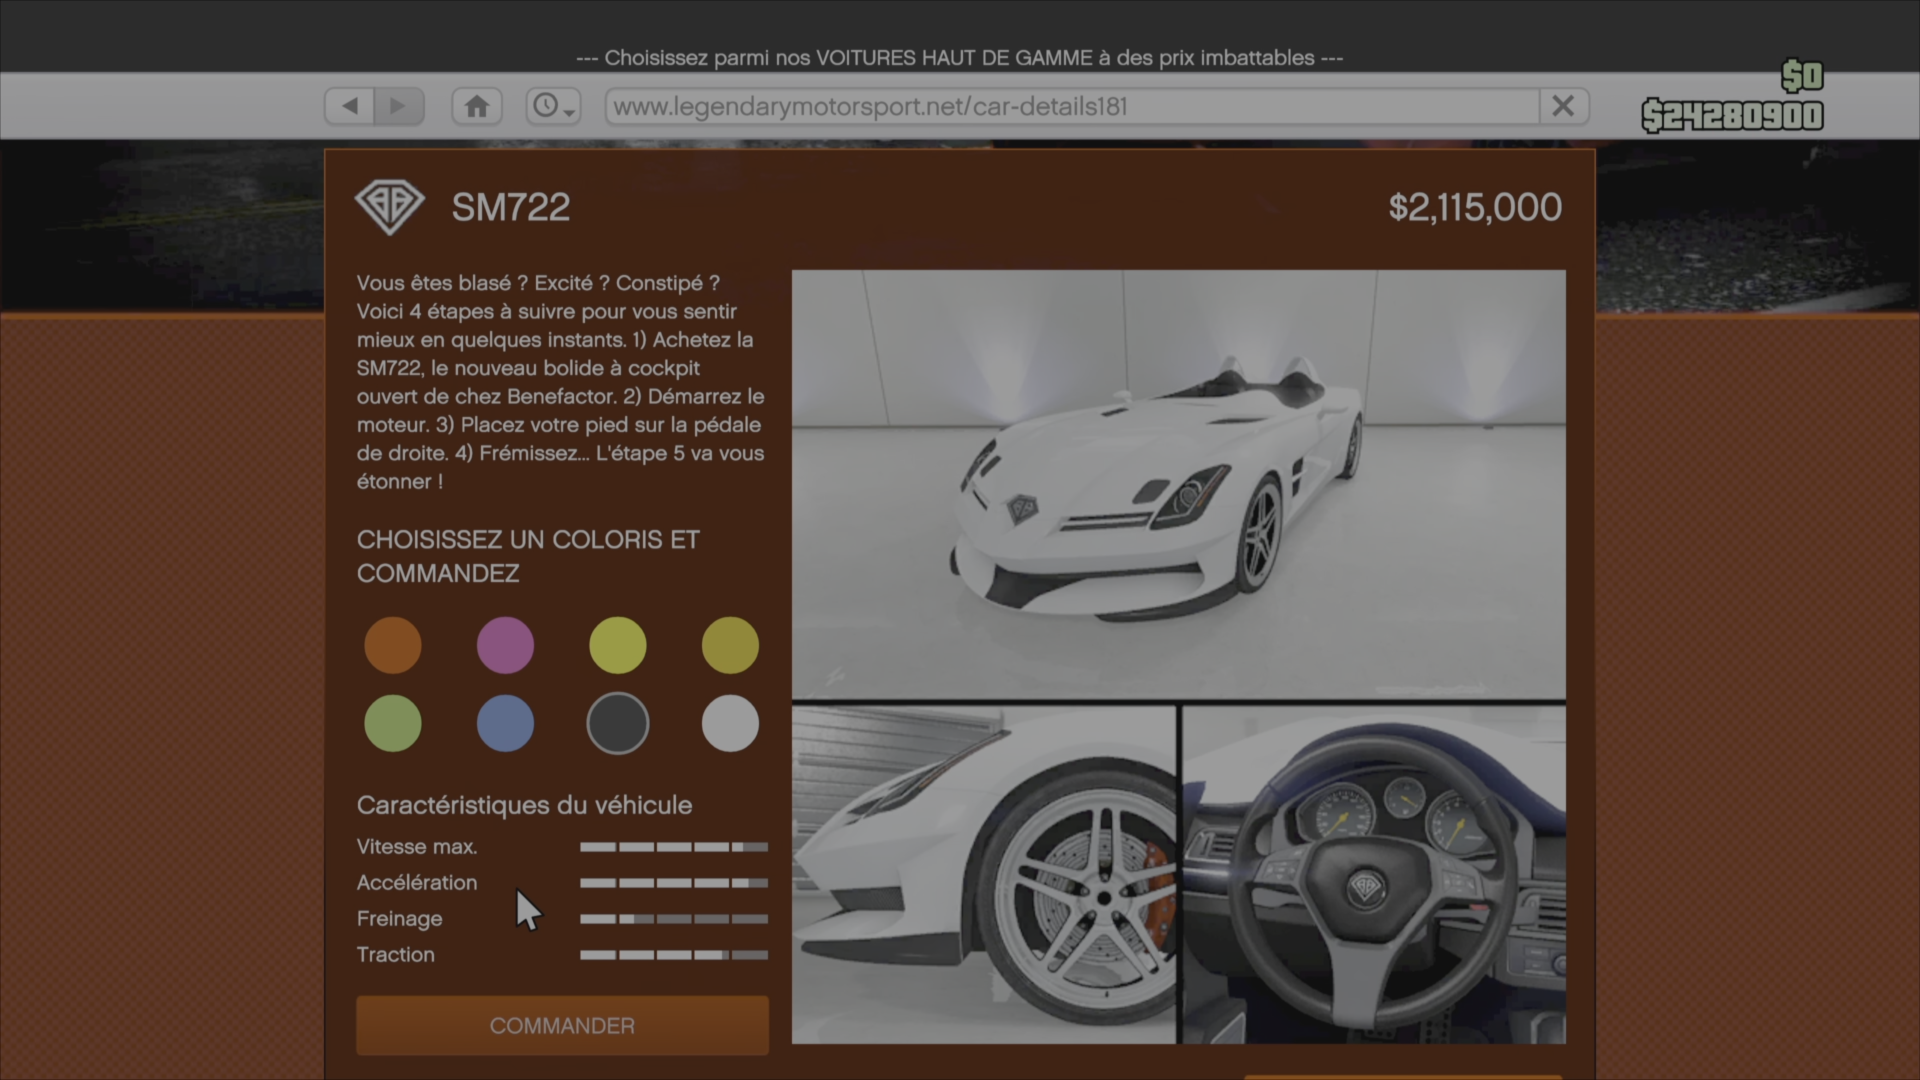 --- Choisissez parmi nos VOITURES HAUT DE GAMME à des prix imbattables ---
$0
www.legendarymotorsport.net/car-details181
$24280900
SM722
$2,115,000
Vous êtes blasé ? Excité ? Constipé ?
Voici 4 étapes à suivre pour vous sentir
mieux en quelques instants. 1) Achetez la
SM722, le nouveau bolide à cockpit
ouvert de chez Benefactor. 2) Démarrez le
moteur. 3) Placez votre pied sur la pédale
de droite. 4) Frémissez... L'étape 5 va vous
étonner !
CHOISISSEZ UN COLORIS ET
COMMANDEZ
Caractéristiques du véhicule
Vitesse max.
Accélération
Freinage
Traction
COMMANDER